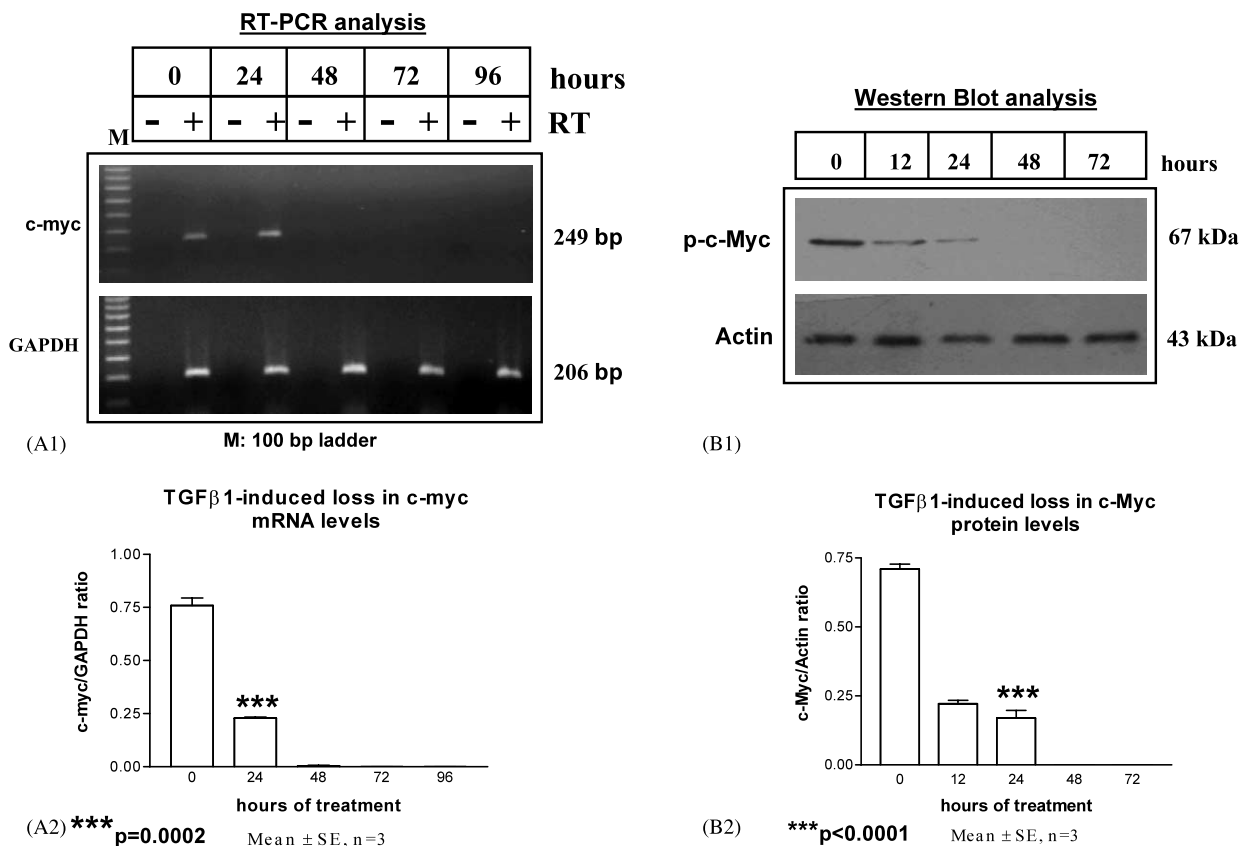 RT-PCR analysis
0 24 48 72 96 hours
- + - + - + - + - + RT
M
c-myc
249 bp
GAPDH
206 bp
(A1)
M: 100 bp ladder
Western Blot analysis
0 12 24 48 72 hours
p-c-Myc
67 kDa
Actin
43 kDa
(B1)
TGFβ1-induced loss in c-myc
mRNA levels
c-myc/GAPDH ratio
1.00
0.75
0.50
0.25
0.00
***
0 24 48 72 96
hours of treatment
(A2) ***p=0.0002 Mean ± SE, n=3
TGFβ1-induced loss in c-Myc
protein levels
c-Myc/Actin ratio
0.75
0.50
0.25
0.00
***
0 12 24 48 72
hours of treatment
(B2) ***p<0.0001 Mean ± SE, n=3